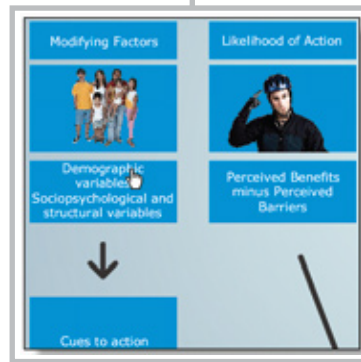 Modifying Factors
Likelihood of Action
Demographic
variables
Sociopsychological and
structural variables
Perceived Benefits
minus Perceived
Barriers
Cues to action